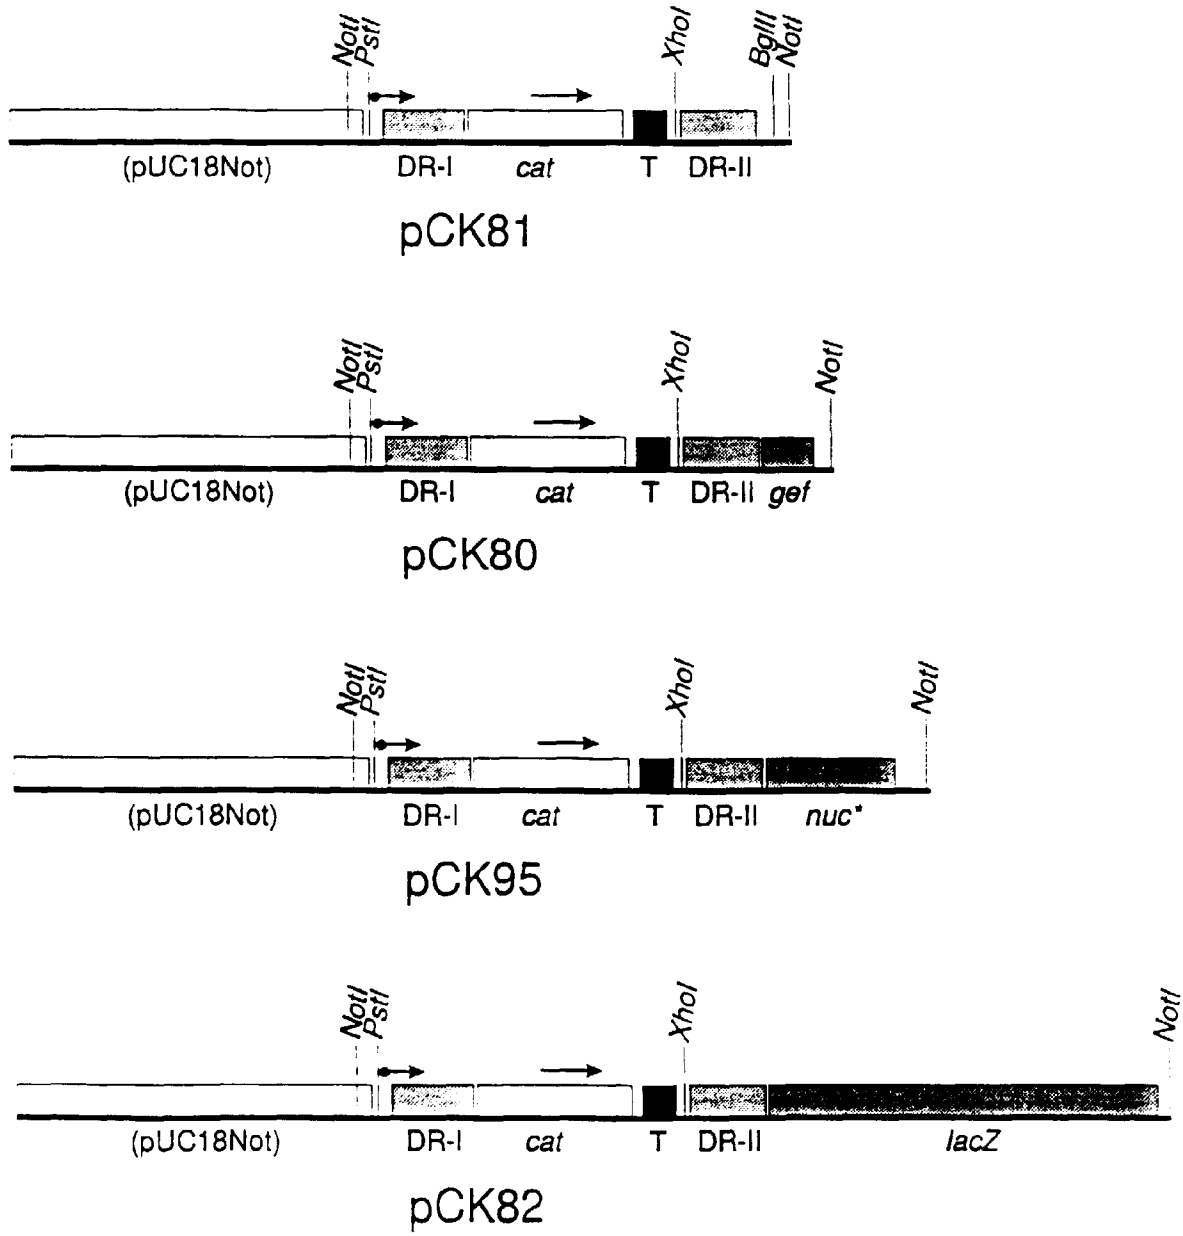 NotI PstI XhoI BglII NotI
(pUC18Not) DR-I cat T DR-II
pCK81
NotI PstI XhoI NotI
(pUC18Not) DR-I cat T DR-II gef
pCK80
NotI PstI XhoI NotI
(pUC18Not) DR-I cat T DR-II nuc*
pCK95
NotI PstI XhoI NotI
(pUC18Not) DR-I cat T DR-II lacZ
pCK82